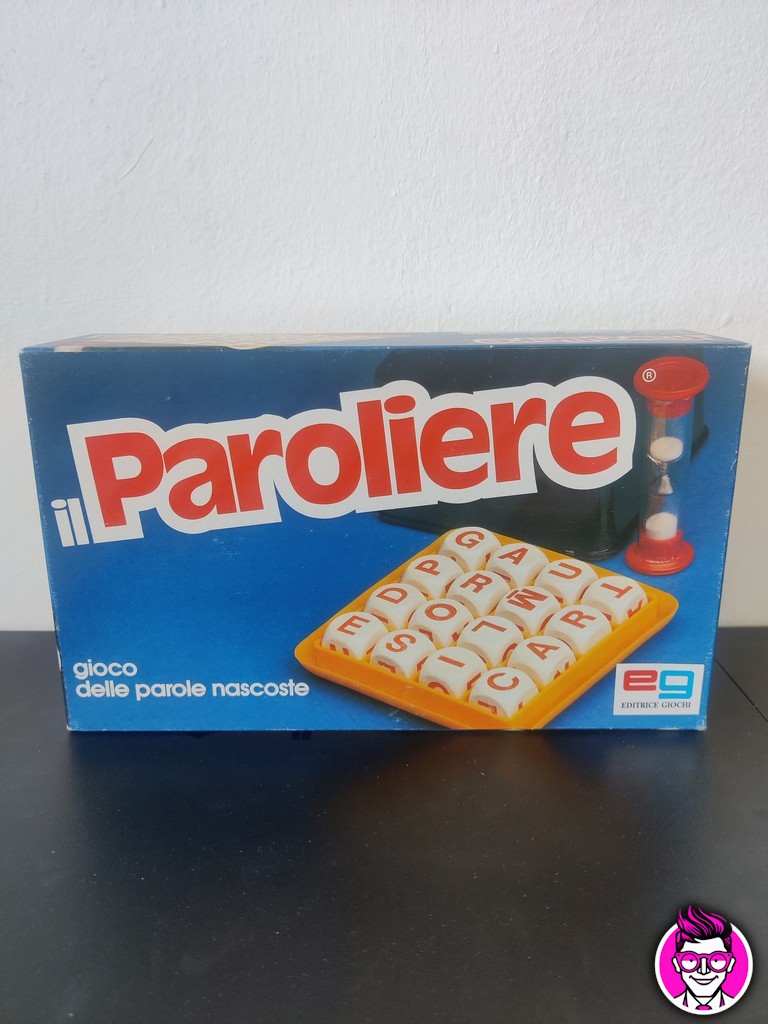 il Paroliere ®
G A U T
P R M R
D O L A
E S I C
gioco
delle parole nascoste
eg
EDITRICE GIOCHI